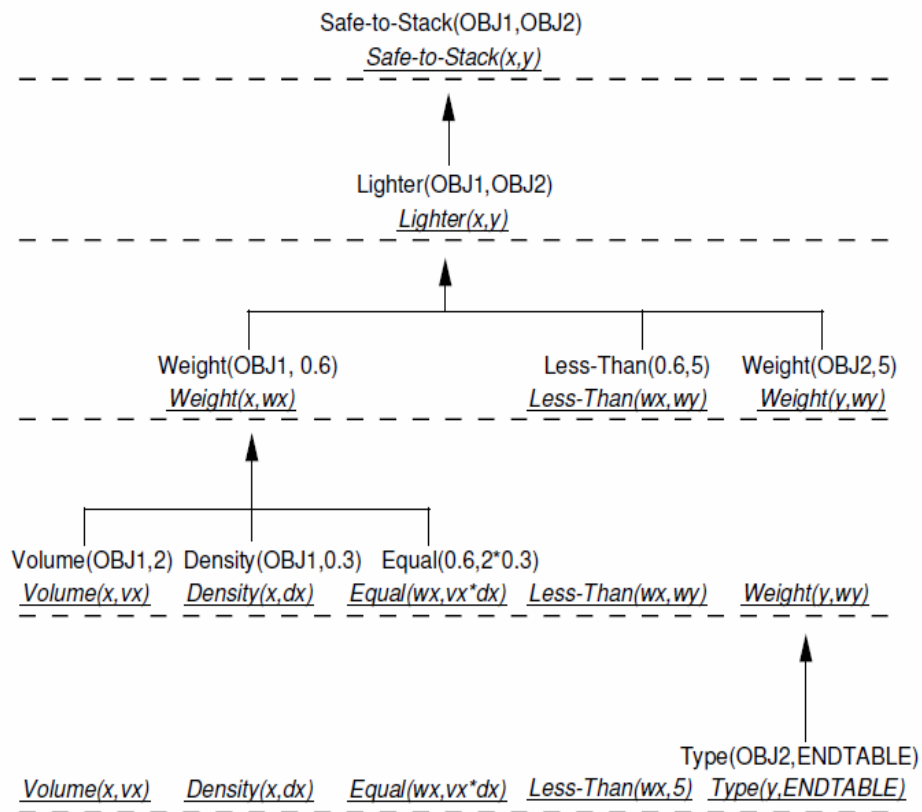 Safe-to-Stack(OBJ1,OBJ2)
Safe-to-Stack(x,y)
Lighter(OBJ1,OBJ2)
Lighter(x,y)
Weight(OBJ1, 0.6) Less-Than(0.6,5) Weight(OBJ2,5)
Weight(x,wx) Less-Than(wx,wy) Weight(y,wy)
Volume(OBJ1,2) Density(OBJ1,0.3) Equal(0.6,2*0.3)
Volume(x,vx) Density(x,dx) Equal(wx,vx*dx) Less-Than(wx,wy) Weight(y,wy)
Type(OBJ2,ENDTABLE)
Volume(x,vx) Density(x,dx) Equal(wx,vx*dx) Less-Than(wx,5) Type(y,ENDTABLE)